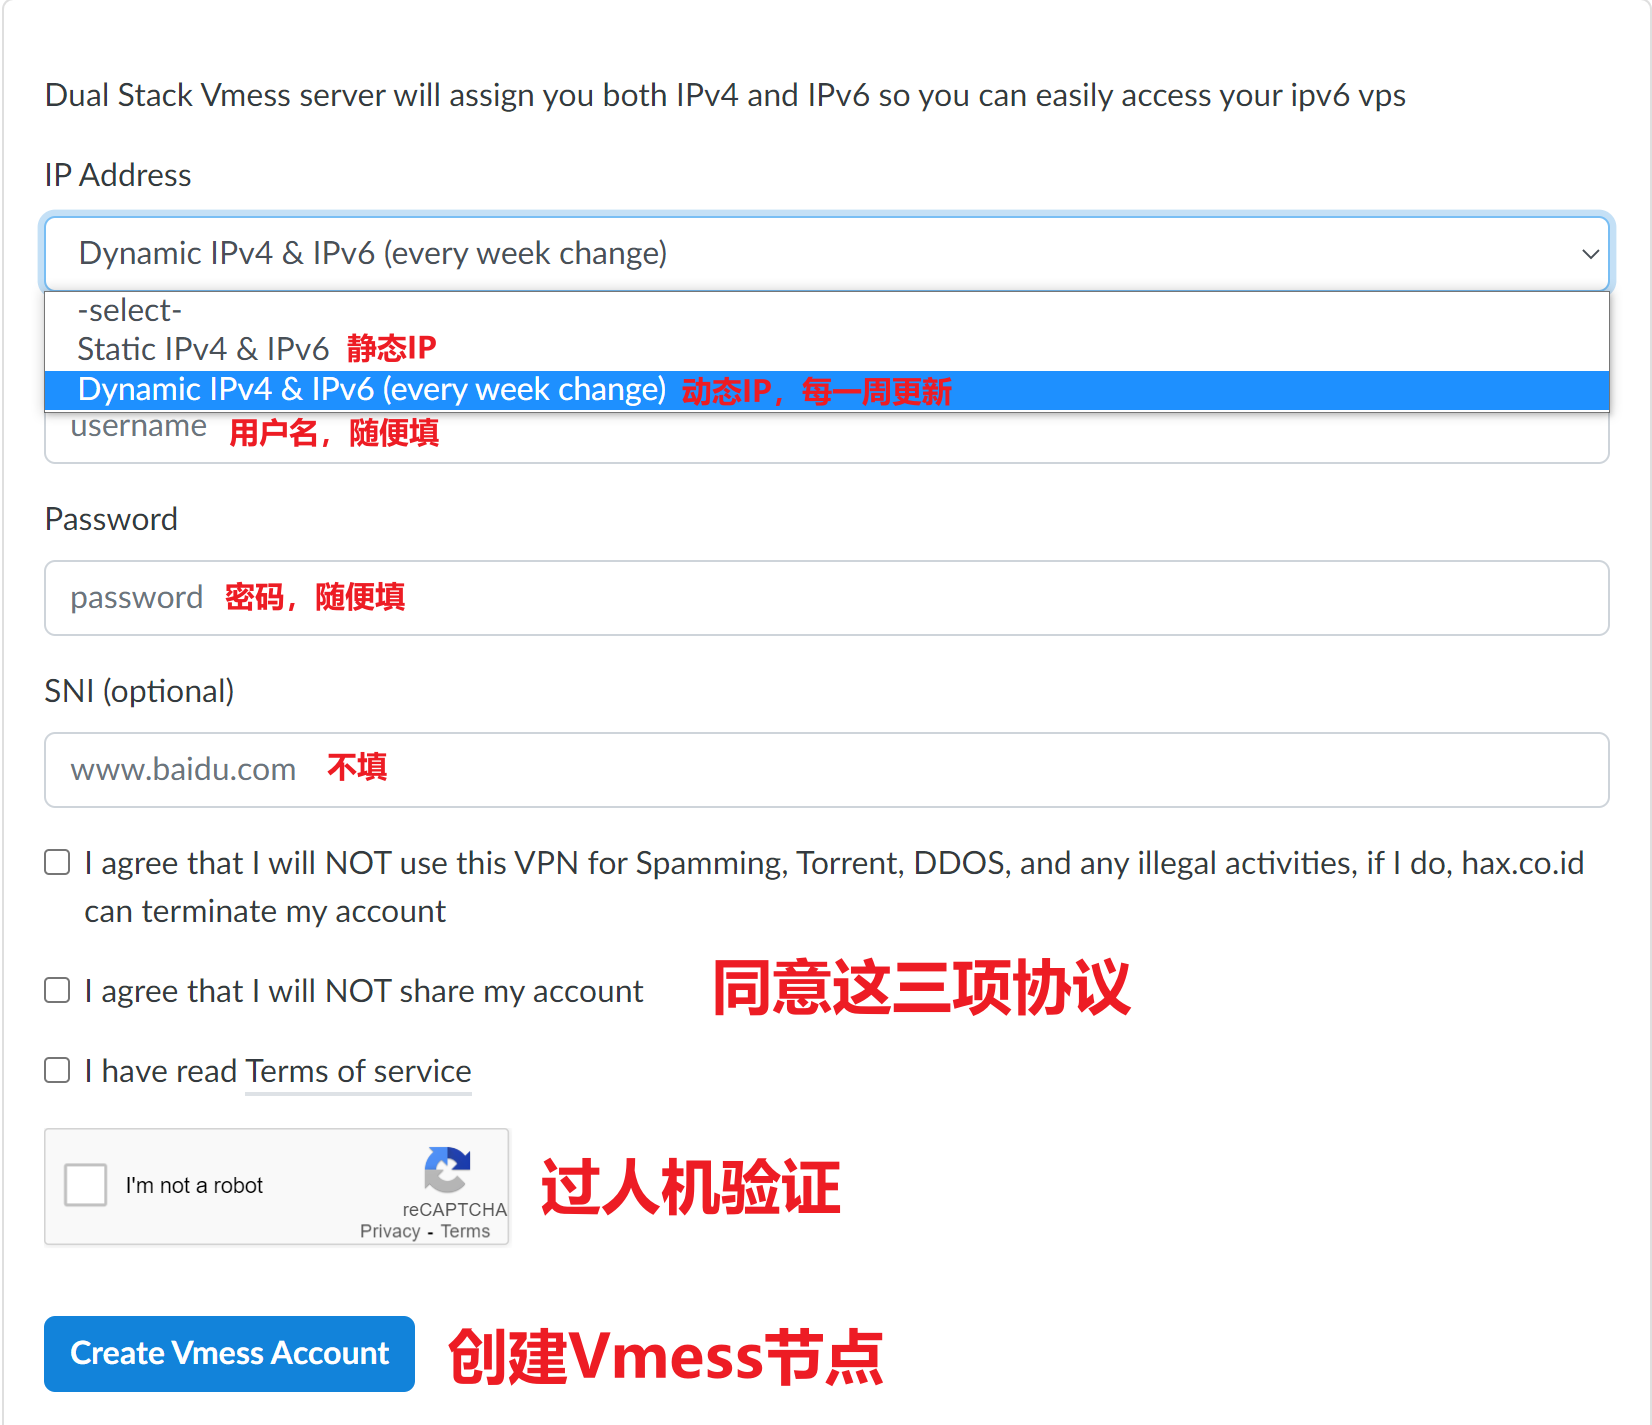 Dual Stack Vmess server will assign you both IPv4 and IPv6 so you can easily access your ipv6 vps
IP Address
Dynamic IPv4 & IPv6 (every week change)
-select-
Static IPv4 & IPv6 静态IP
Dynamic IPv4 & IPv6 (every week change) 动态IP，每一周更新
username 用户名，随便填
Password
password 密码，随便填
SNI (optional)
www.baidu.com 不填
I agree that I will NOT use this VPN for Spamming, Torrent, DDOS, and any illegal activities, if I do, hax.co.id
can terminate my account
I agree that I will NOT share my account 同意这三项协议
I have read Terms of service
I'm not a robot 过人机验证
reCAPTCHA
Privacy - Terms
Create Vmess Account 创建Vmess节点